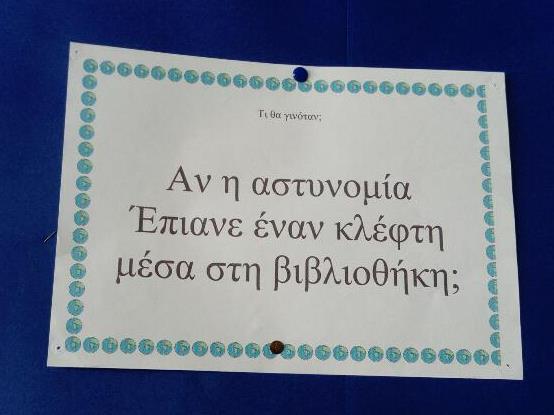 Τι θα γινόταν;
Αν η αστυνομία
Έπιανε έναν κλέφτη
μέσα στη βιβλιοθήκη;